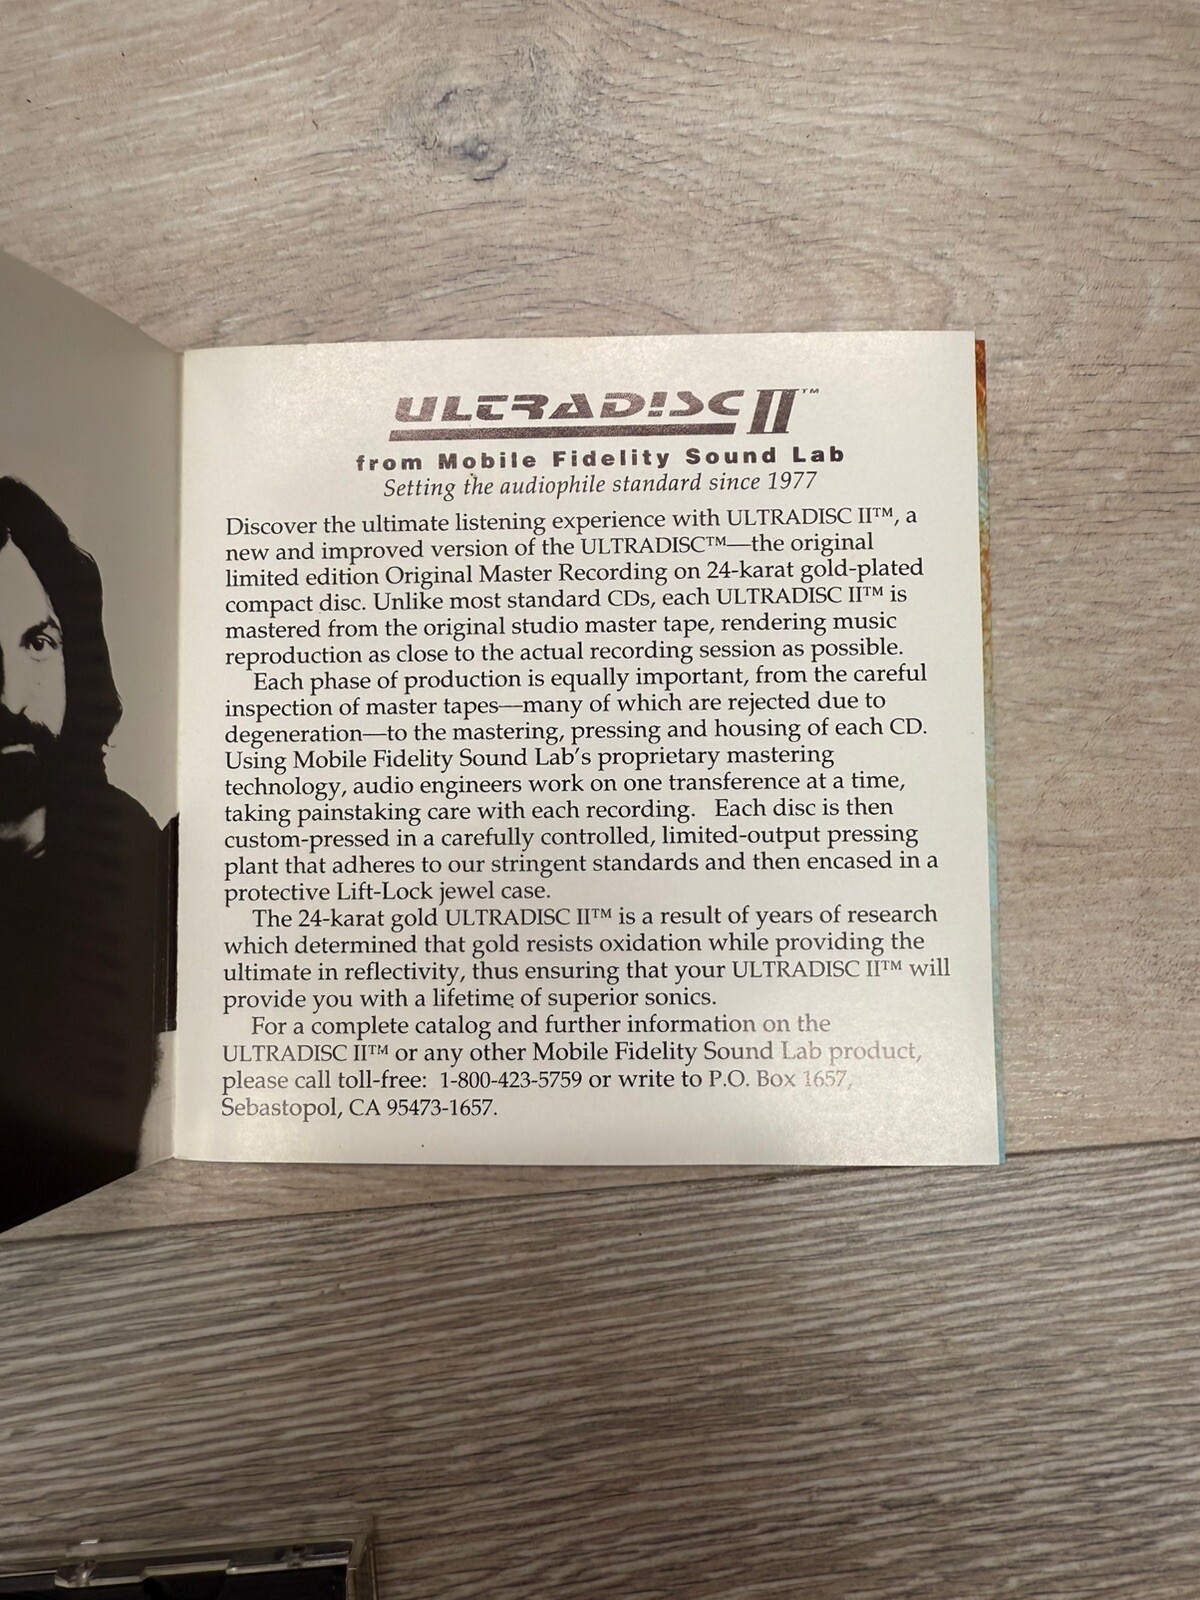 ULTRADISC II™
from Mobile Fidelity Sound Lab
Setting the audiophile standard since 1977
Discover the ultimate listening experience with ULTRADISC II™, a
new and improved version of the ULTRADISC™—the original
limited edition Original Master Recording on 24-karat gold-plated
compact disc. Unlike most standard CDs, each ULTRADISC II™ is
mastered from the original studio master tape, rendering music
reproduction as close to the actual recording session as possible.
Each phase of production is equally important, from the careful
inspection of master tapes—many of which are rejected due to
degeneration—to the mastering, pressing and housing of each CD.
Using Mobile Fidelity Sound Lab's proprietary mastering
technology, audio engineers work on one transference at a time,
taking painstaking care with each recording. Each disc is then
custom-pressed in a carefully controlled, limited-output pressing
plant that adheres to our stringent standards and then encased in a
protective Lift-Lock jewel case.
The 24-karat gold ULTRADISC II™ is a result of years of research
which determined that gold resists oxidation while providing the
ultimate in reflectivity, thus ensuring that your ULTRADISC II™ will
provide you with a lifetime of superior sonics.
For a complete catalog and further information on the
ULTRADISC II™ or any other Mobile Fidelity Sound Lab product,
please call toll-free: 1-800-423-5759 or write to P.O. Box 1657,
Sebastopol, CA 95473-1657.